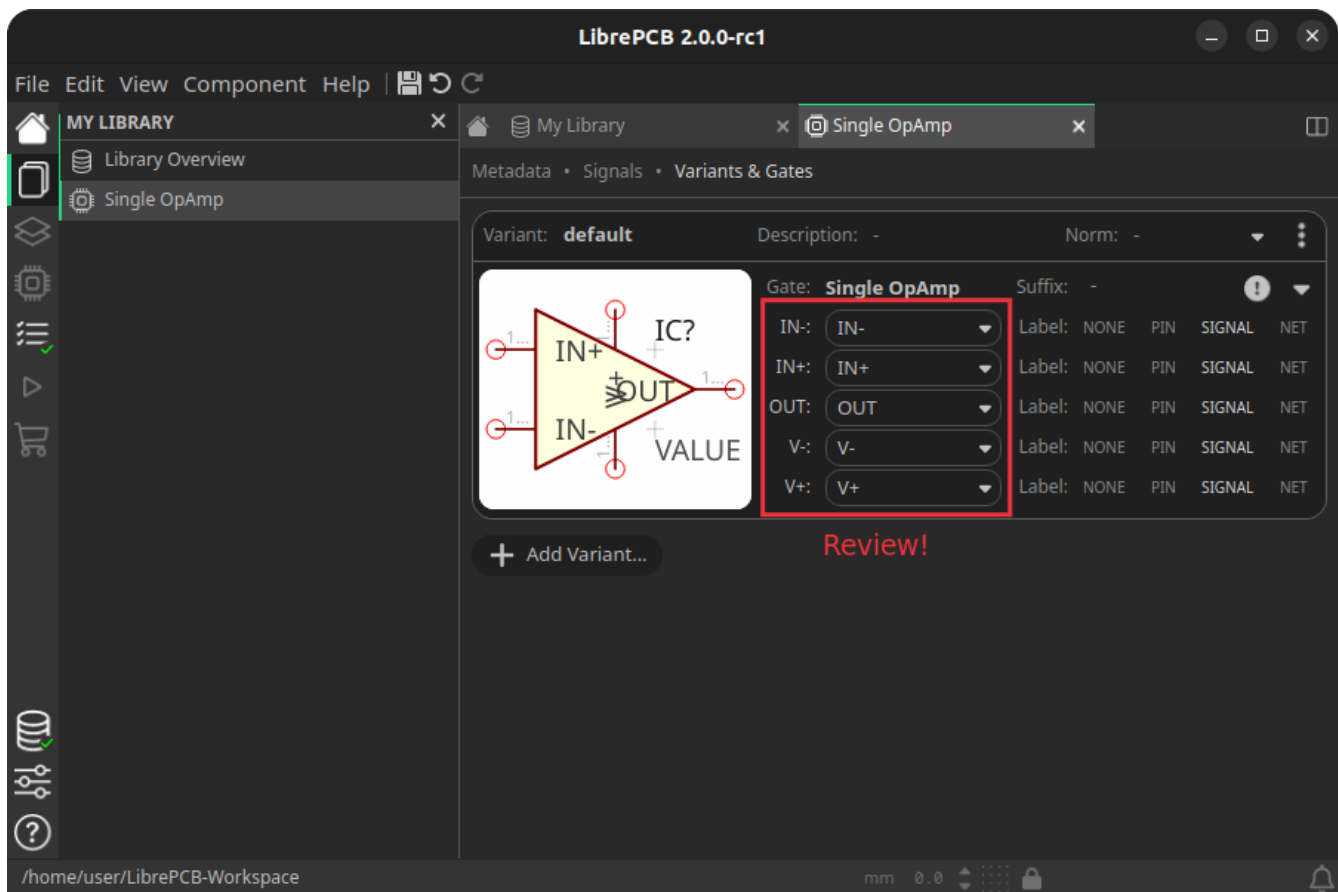 LibrePCB 2.0.0-rc1
File Edit View Component Help
MY LIBRARY
Library Overview
Single OpAmp
My Library
Single OpAmp
Metadata • Signals • Variants & Gates
Variant: default Description: - Norm: -
Gate: Single OpAmp Suffix: -
IN-: IN- Label: NONE PIN SIGNAL NET
IN+: IN+ Label: NONE PIN SIGNAL NET
OUT: OUT Label: NONE PIN SIGNAL NET
V-: V- Label: NONE PIN SIGNAL NET
V+: V+ Label: NONE PIN SIGNAL NET
1...
IN+
IC?
OUT
1...
1...
IN-
VALUE
Review!
Add Variant...
/home/user/LibrePCB-Workspace
mm 0.0